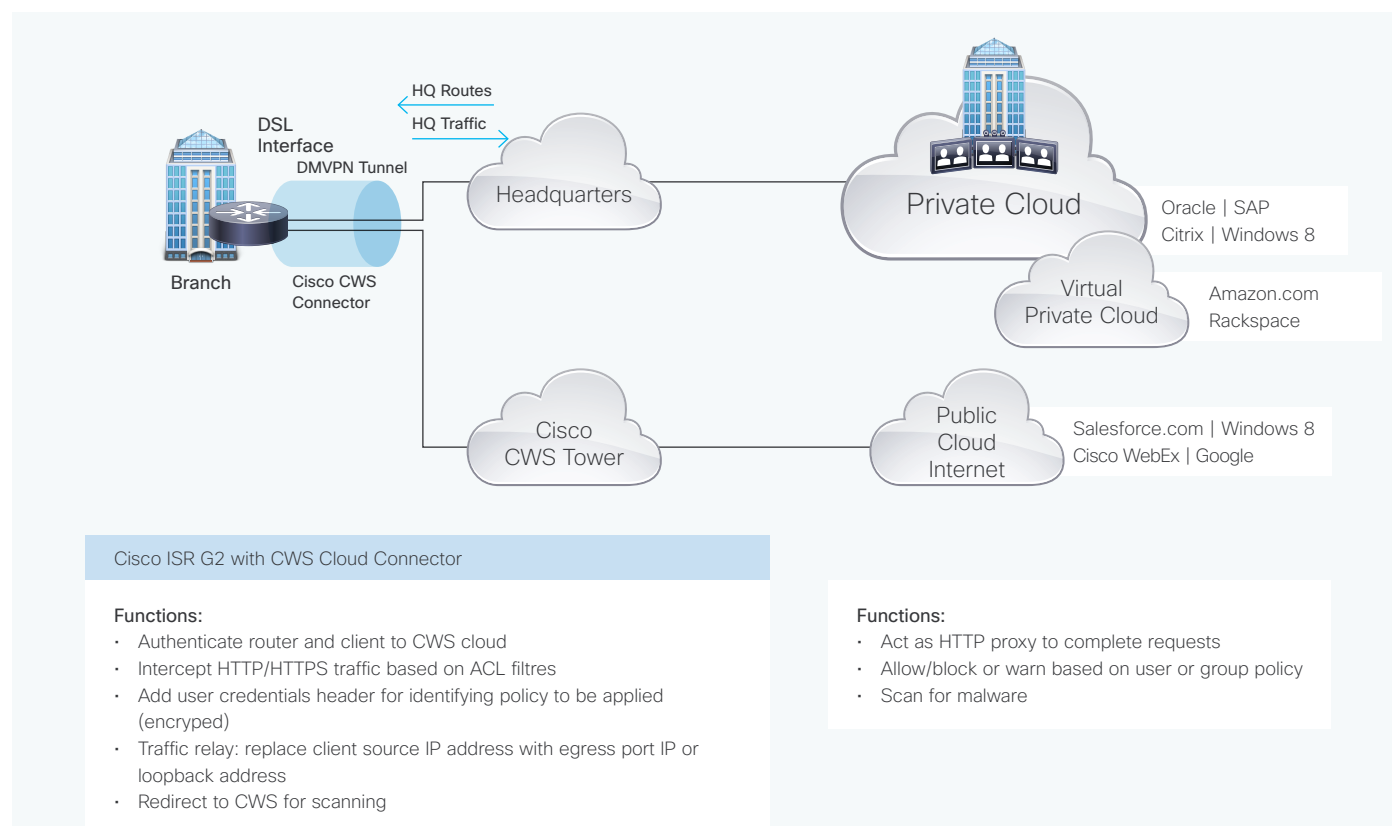 HQ Routes
HQ Traffic
DSL
Interface
DMVPN Tunnel
Headquarters
Private Cloud
Oracle | SAP
Citrix | Windows 8
Branch
Cisco CWS
Connector
Virtual
Private Cloud
Amazon.com
Rackspace
Cisco
CWS Tower
Public
Cloud
Internet
Salesforce.com | Windows 8
Cisco WebEx | Google
Cisco ISR G2 with CWS Cloud Connector
Functions:
• Authenticate router and client to CWS cloud
• Intercept HTTP/HTTPS traffic based on ACL filtres
• Add user credentials header for identifying policy to be applied
(encryped)
• Traffic relay: replace client source IP address with egress port IP or
loopback address
• Redirect to CWS for scanning
Functions:
• Act as HTTP proxy to complete requests
• Allow/block or warn based on user or group policy
• Scan for malware